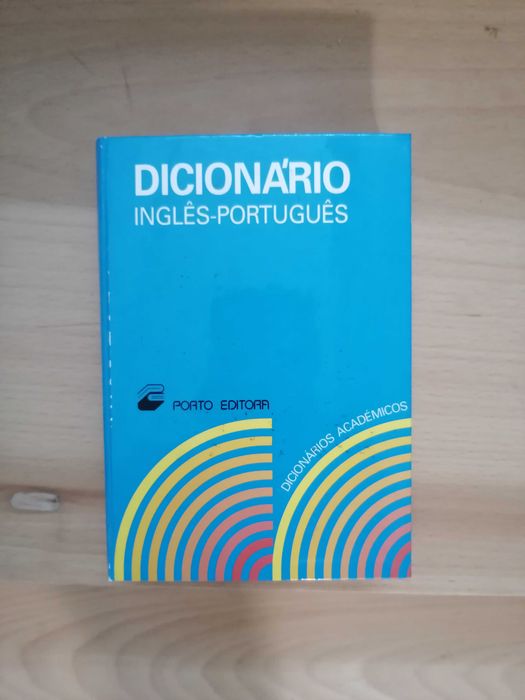 DICIONÁRIO
INGLÊS-PORTUGUÊS
PORTO EDITORA
DICIONÁRIOS ACADÉMICOS